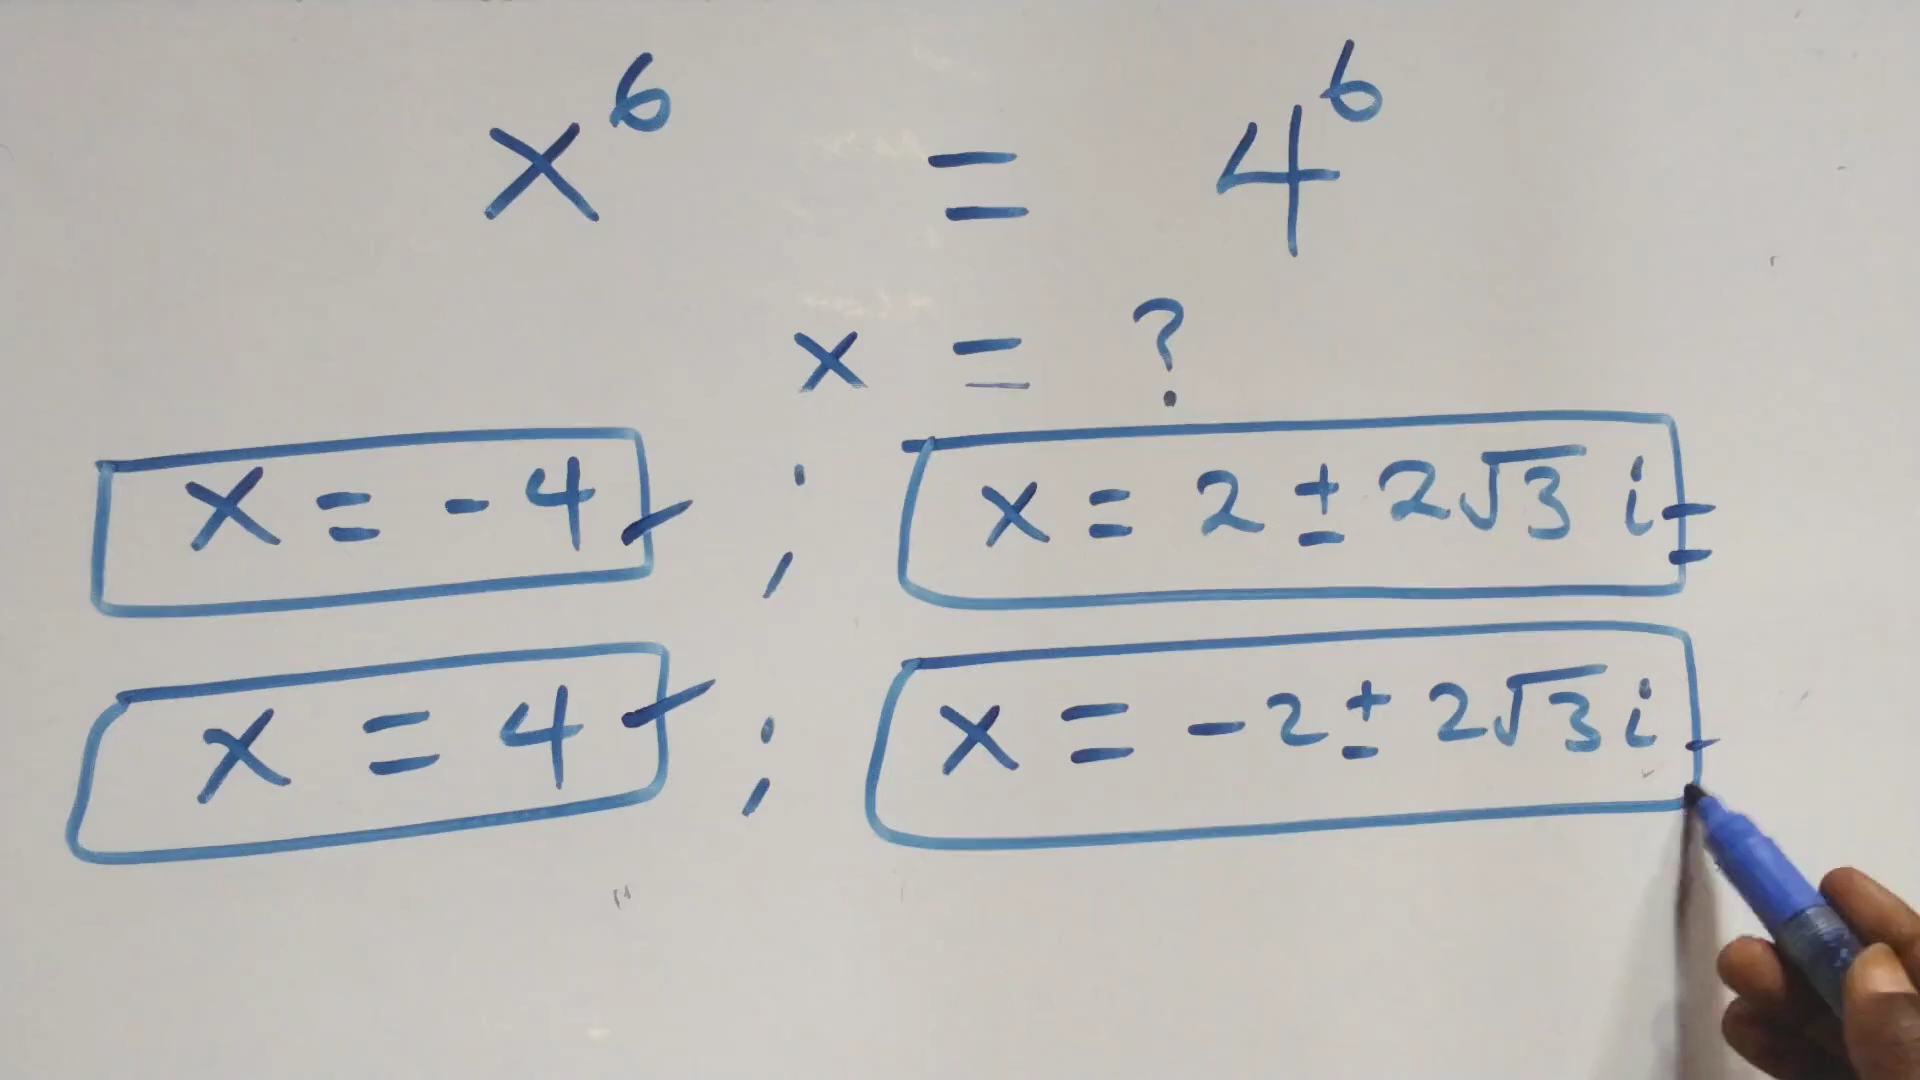 x⁶ = 4⁶
x = ?
x = -4 ; x = 2 ± 2√3 i
x = 4 ; x = -2 ± 2√3 i